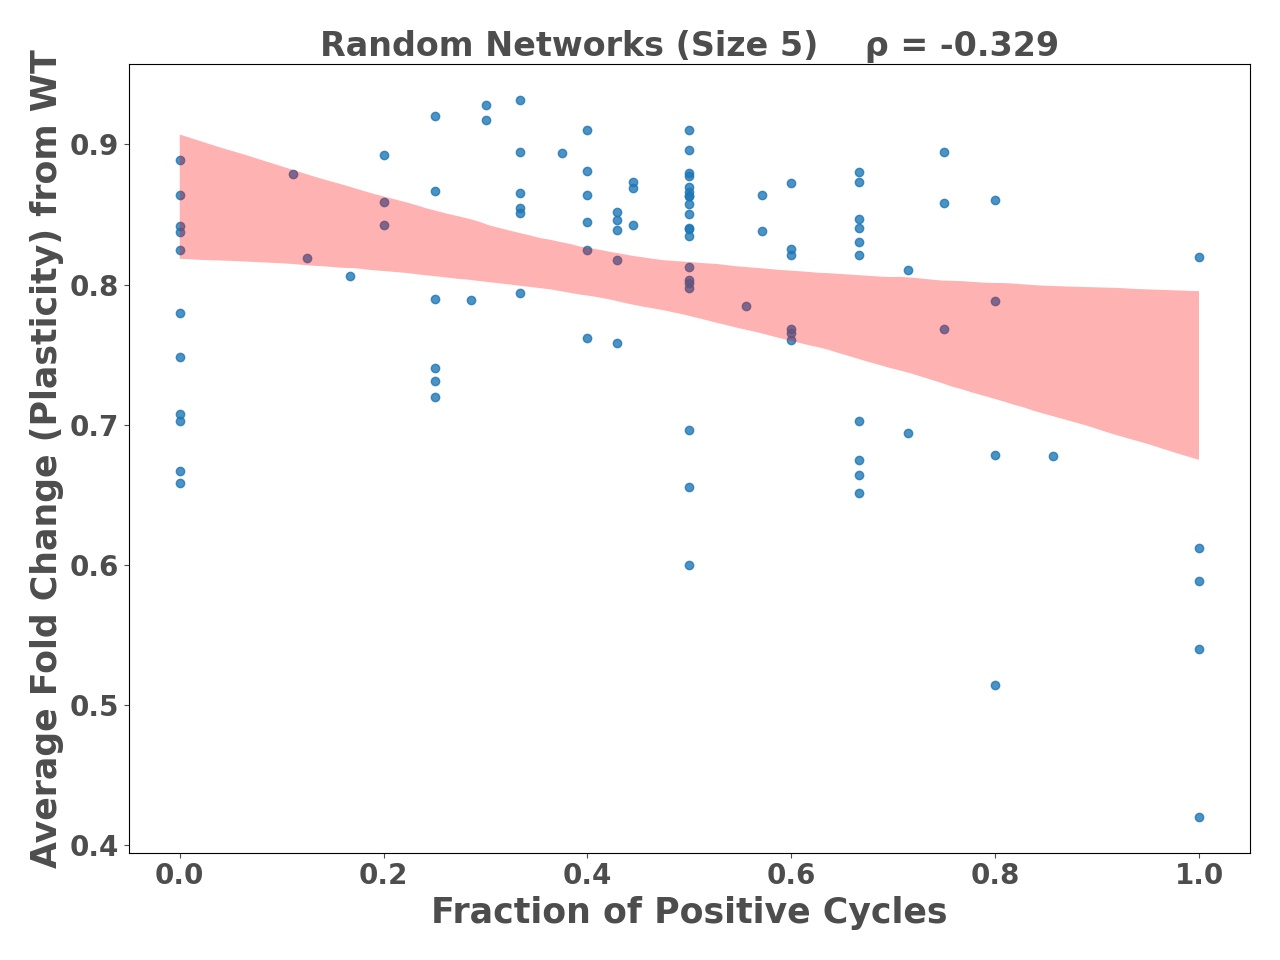 Random Networks (Size 5) ρ = -0.329
Average Fold Change (Plasticity) from WT
0.9
0.8
0.7
0.6
0.5
0.4
0.0 0.2 0.4 0.6 0.8 1.0
Fraction of Positive Cycles